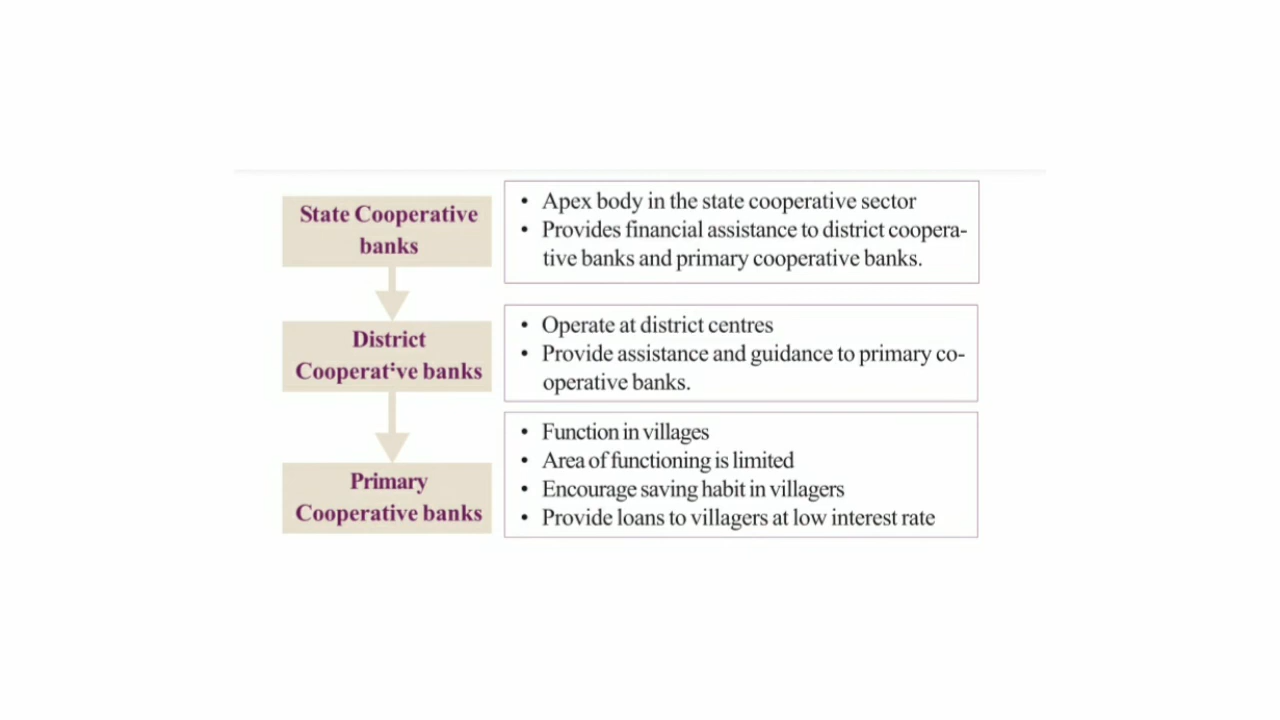 State Cooperative
banks
• Apex body in the state cooperative sector
• Provides financial assistance to district coopera-
tive banks and primary cooperative banks.
District
Cooperative banks
• Operate at district centres
• Provide assistance and guidance to primary co-
operative banks.
Primary
Cooperative banks
• Function in villages
• Area of functioning is limited
• Encourage saving habit in villagers
• Provide loans to villagers at low interest rate